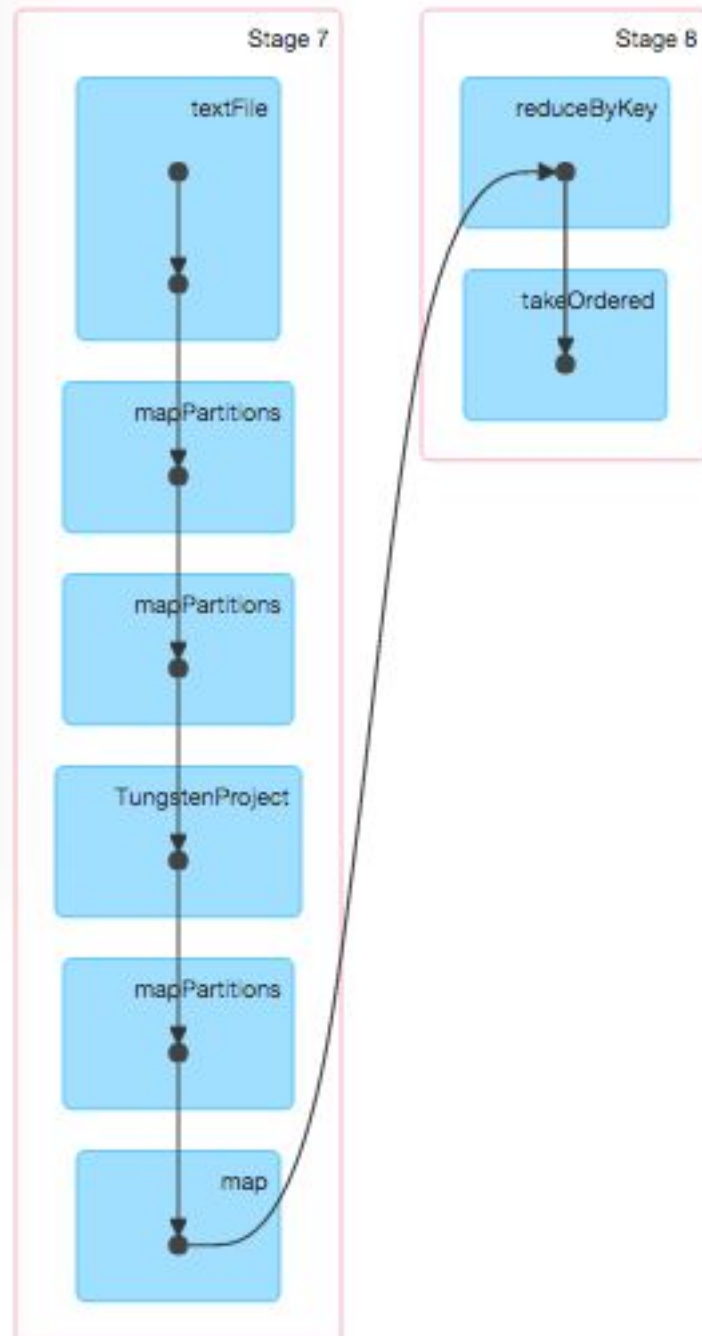 Stage 7
textFile
mapPartitions
mapPartitions
TungstenProject
mapPartitions
map
Stage 8
reduceByKey
takeOrdered